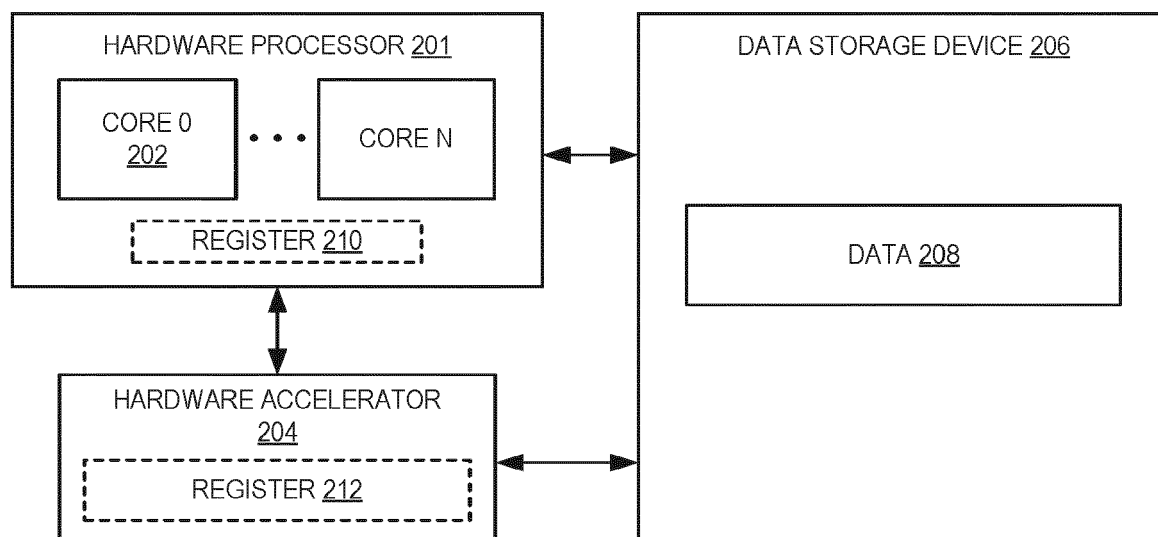 HARDWARE PROCESSOR 201
CORE 0
202
CORE N
REGISTER 210
HARDWARE ACCELERATOR
204
REGISTER 212
DATA STORAGE DEVICE 206
DATA 208